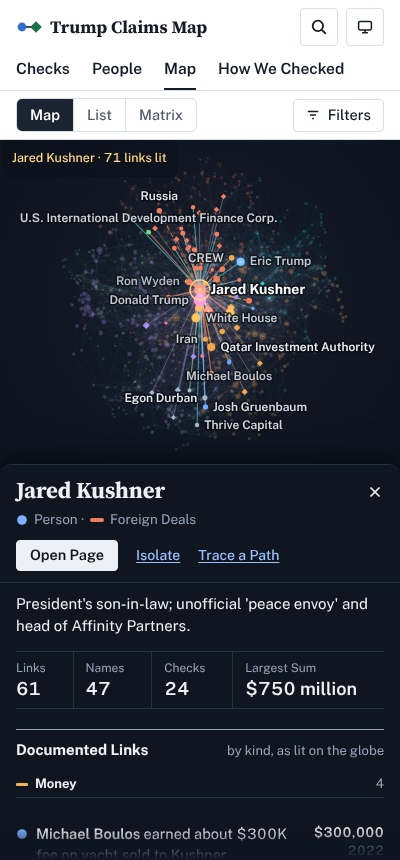 Trump Claims Map
Checks People Map How We Checked
Map List Matrix Filters
Jared Kushner · 71 links lit
Russia
U.S. International Development Finance Corp.
CREW
Eric Trump
Ron Wyden
Jared Kushner
Donald Trump
White House
Iran
Qatar Investment Authority
Michael Boulos
Egon Durban
Josh Gruenbaum
Thrive Capital
Jared Kushner
Person · Foreign Deals
Open Page Isolate Trace a Path
President's son-in-law; unofficial 'peace envoy' and
head of Affinity Partners.
Links Names Checks Largest Sum
61 47 24 $750 million
Documented Links by kind, as lit on the globe
Money 4
Michael Boulos earned about $300K $300,000
fee on yacht sold to Kushner 2022